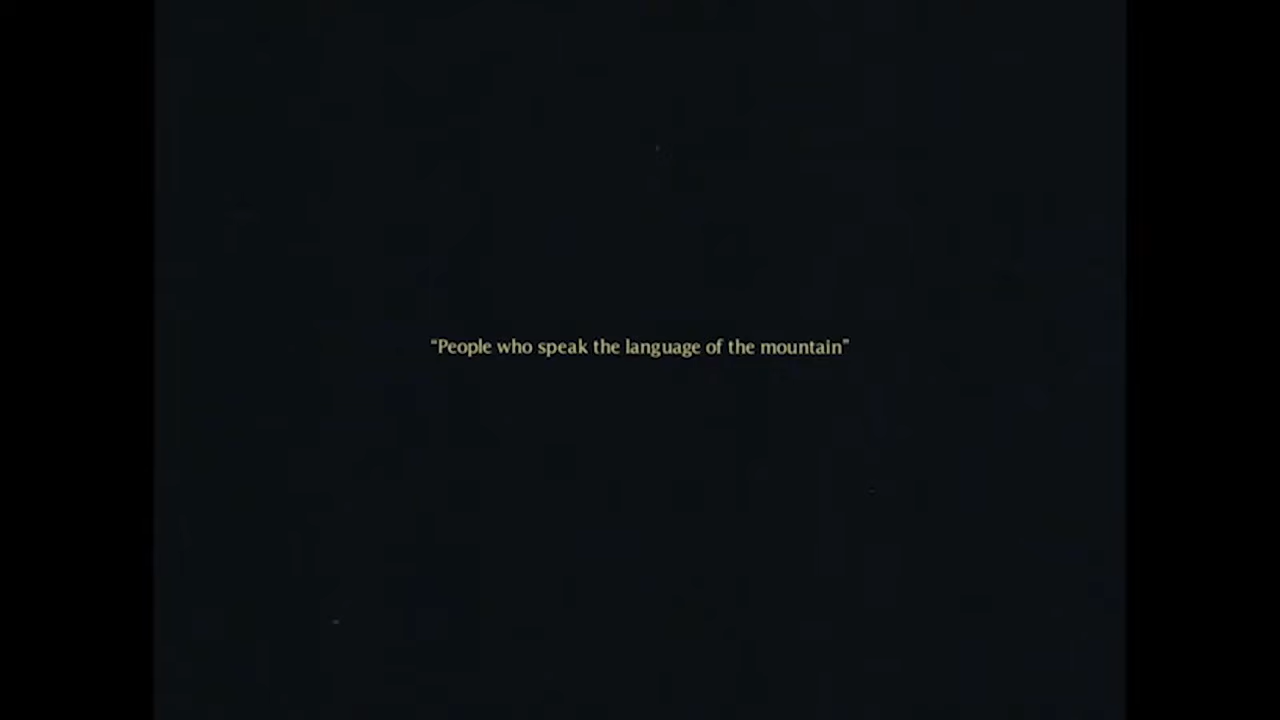 “People who speak the language of the mountain”